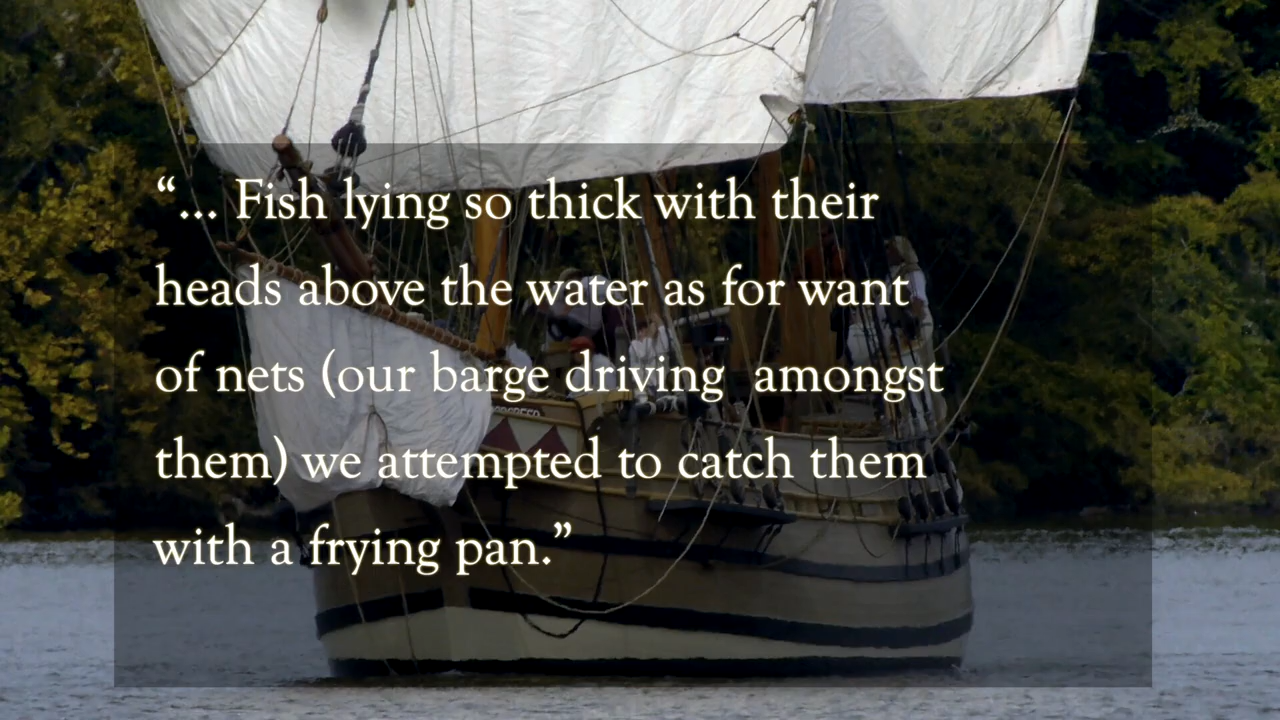 “... Fish lying so thick with their
heads above the water as for want
of nets (our barge driving  amongst
them) we attempted to catch them
with a frying pan.”